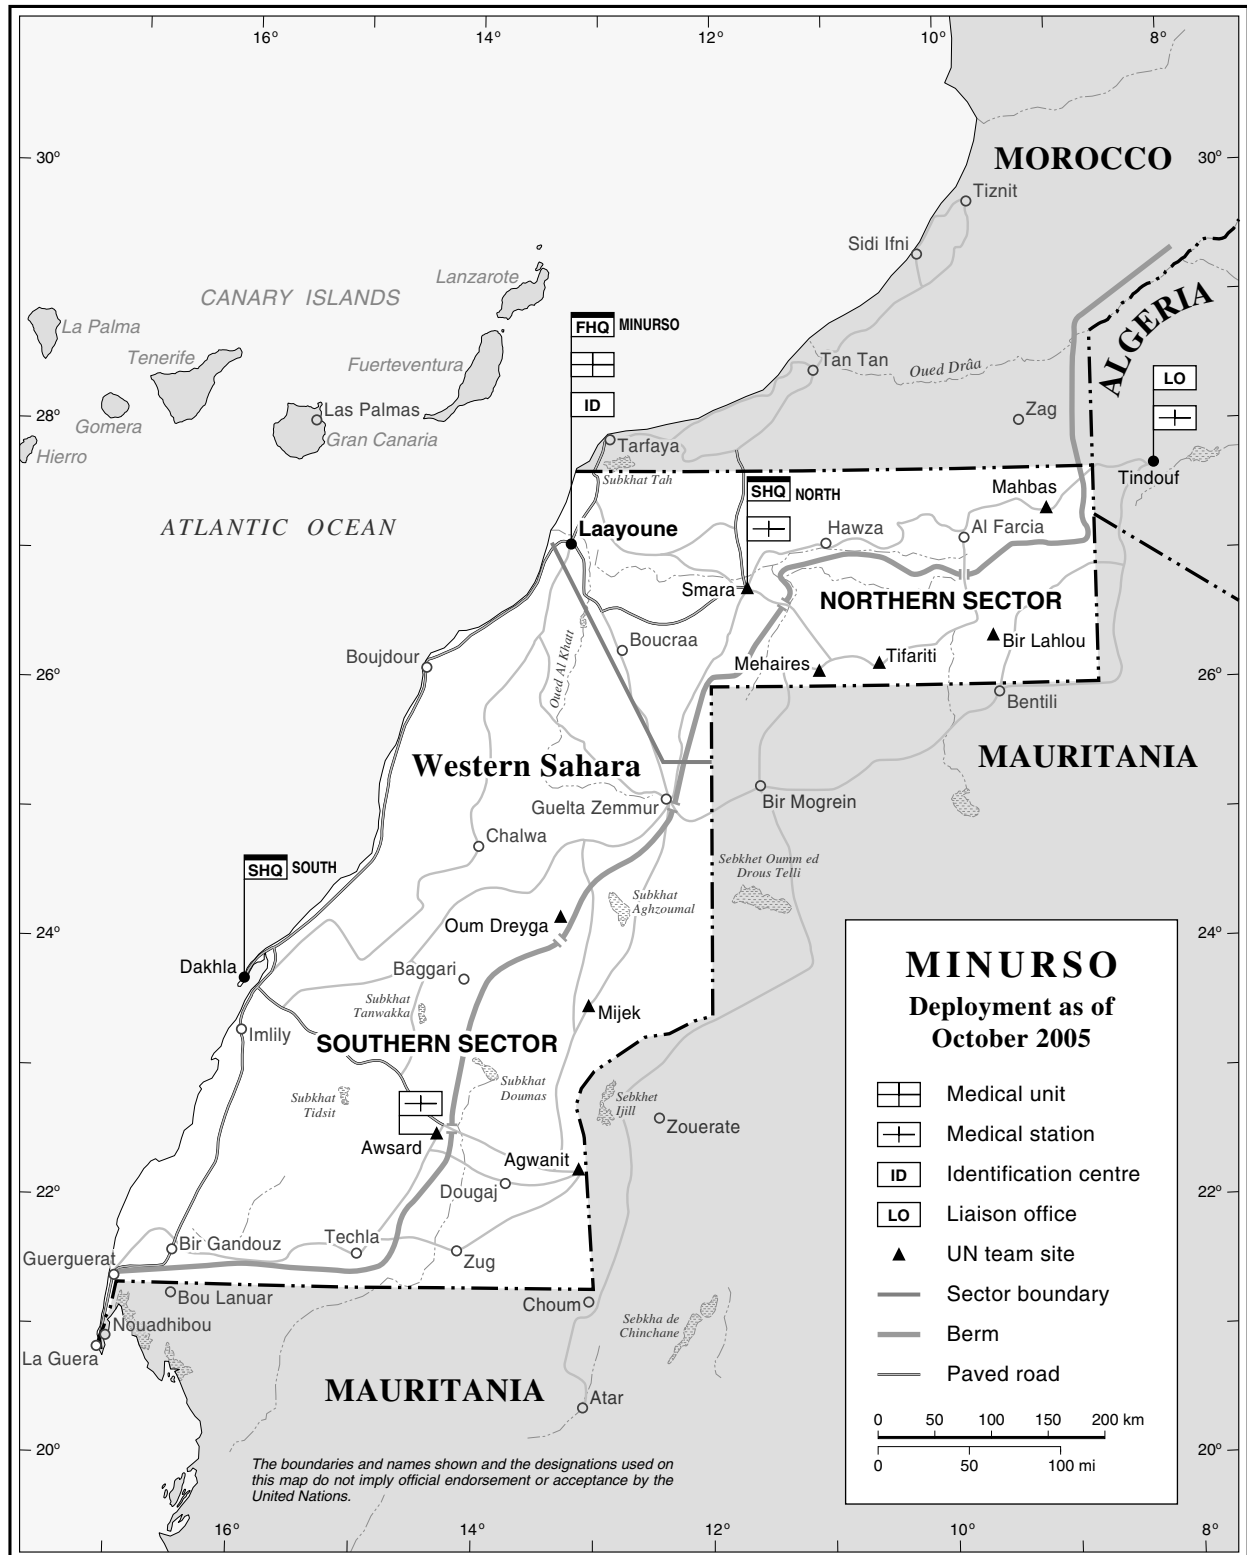 16°
14°
12°
10°
8°
30°
30°
MOROCCO
Tiznit
Sidi Ifni
Lanzarote
CANARY ISLANDS
La Palma
Tenerife
Fuerteventura
FHQ MINURSO
Tan Tan
Oued Drâa
ALGERIA
LO
ID
Zag
28°
28°
Las Palmas
Gomera
Gran Canaria
Hierro
Tarfaya
Subkhat Tah
Tindouf
SHQ NORTH
Mahbas
ATLANTIC OCEAN
Laayoune
Hawza
Al Farcia
Smara
NORTHERN SECTOR
Boucraa
Bir Lahlou
Tifariti
Mehaires
Boujdour
Oued Al Khatt
26°
26°
Bentili
Western Sahara
MAURITANIA
Guelta Zemmur
Bir Mogrein
Chalwa
SHQ SOUTH
Sebkhet Oumm ed
Drous Telli
Subkhat
Aghzoumal
Oum Dreyga
24°
24°
Dakhla
Baggari
Subkhat
Tanwakka
Mijek
Imlily
SOUTHERN SECTOR
Subkhat
Doumas
Subkhat
Tidsit
Sebkhet
Ijill
Zouerate
Awsard
Agwanit
22°
22°
Dougaj
Techla
Bir Gandouz
Guerguerat
Zug
Bou Lanuar
Choum
Nouadhibou
La Guera
Sebkha de
Chinchane
MAURITANIA
Atar
20°
20°
The boundaries and names shown and the designations used on
this map do not imply official endorsement or acceptance by the
United Nations.
16°
14°
12°
10°
8°
MINURSO
Deployment as of
October 2005
Medical unit
Medical station
ID Identification centre
LO Liaison office
UN team site
Sector boundary
Berm
Paved road
0 50 100 150 200 km
0 50 100 mi